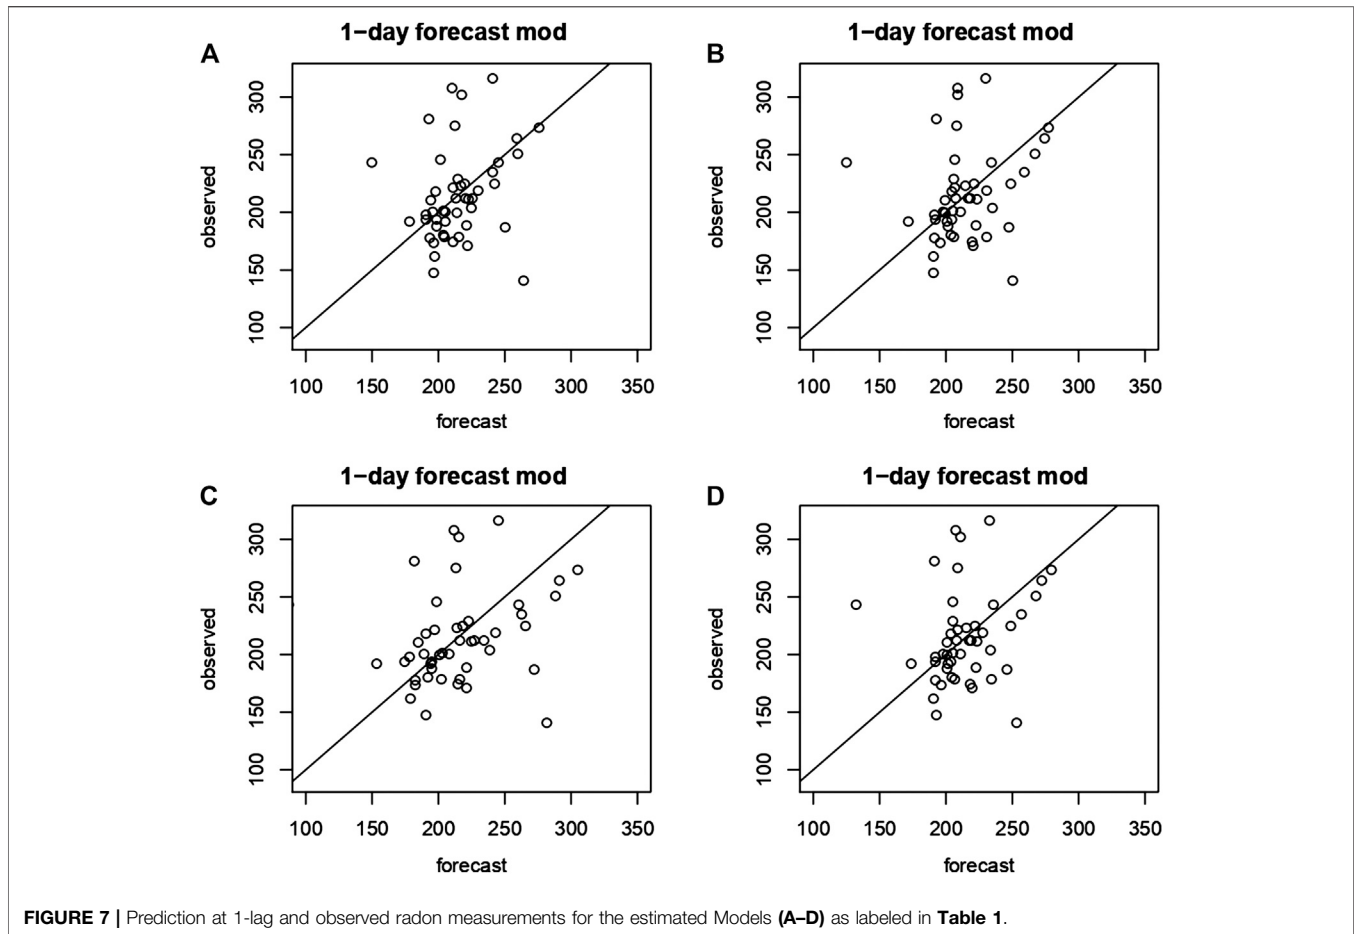 A
1-day forecast mod
observed
300
250
200
150
100
100 150 200 250 300 350
forecast
B
1-day forecast mod
observed
300
250
200
150
100
100 150 200 250 300 350
forecast
C
1-day forecast mod
observed
300
250
200
150
100
100 150 200 250 300 350
forecast
D
1-day forecast mod
observed
300
250
200
150
100
100 150 200 250 300 350
forecast
FIGURE 7 | Prediction at 1-lag and observed radon measurements for the estimated Models (A–D) as labeled in Table 1.